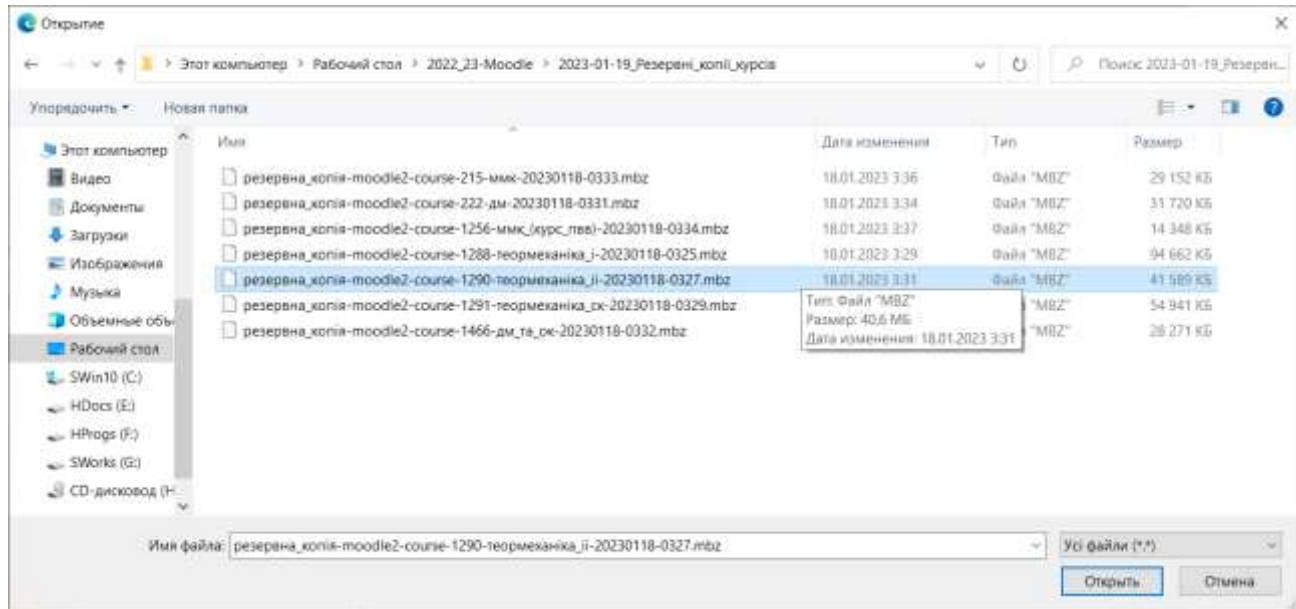 Открытие
Этот компьютер > Рабочий стол > 2022_23-Moodle > 2023-01-19_Резервні_копії_курсів
Поиск: 2023-01-19_Резервн...
Упорядочить Новая папка
Имя Дата изменения Тип Размер
Этот компьютер
Видео
Документы
Загрузки
Изображения
Музыка
Объемные объ
Рабочий стол
SWin10 (C:)
HDocs (E:)
HProgs (F:)
SWorks (G:)
CD-дисковод (H
резервна_копія-moodle2-course-215-ммк-20230118-0333.mbz 18.01.2023 3:36 Файл "MBZ" 29 152 КБ
резервна_копія-moodle2-course-222-дм-20230118-0331.mbz 18.01.2023 3:34 Файл "MBZ" 31 720 КБ
резервна_копія-moodle2-course-1256-ммк_(курс_пвв)-20230118-0334.mbz 18.01.2023 3:37 Файл "MBZ" 14 348 КБ
резервна_копія-moodle2-course-1288-теормеханіка_і-20230118-0325.mbz 18.01.2023 3:29 Файл "MBZ" 94 662 КБ
резервна_копія-moodle2-course-1290-теормеханіка_іі-20230118-0327.mbz 18.01.2023 3:31 Файл "MBZ" 41 589 КБ
резервна_копія-moodle2-course-1291-теормеханіка_ск-20230118-0329.mbz "MBZ" 54 941 КБ
резервна_копія-moodle2-course-1466-дм_та_ок-20230118-0332.mbz "MBZ" 28 271 КБ
Тип: Файл "MBZ"
Размер: 40,6 МБ
Дата изменения: 18.01.2023 3:31
Имя файла: резервна_копія-moodle2-course-1290-теормеханіка_іі-20230118-0327.mbz Усі файли (*.*)
Открыть Отмена